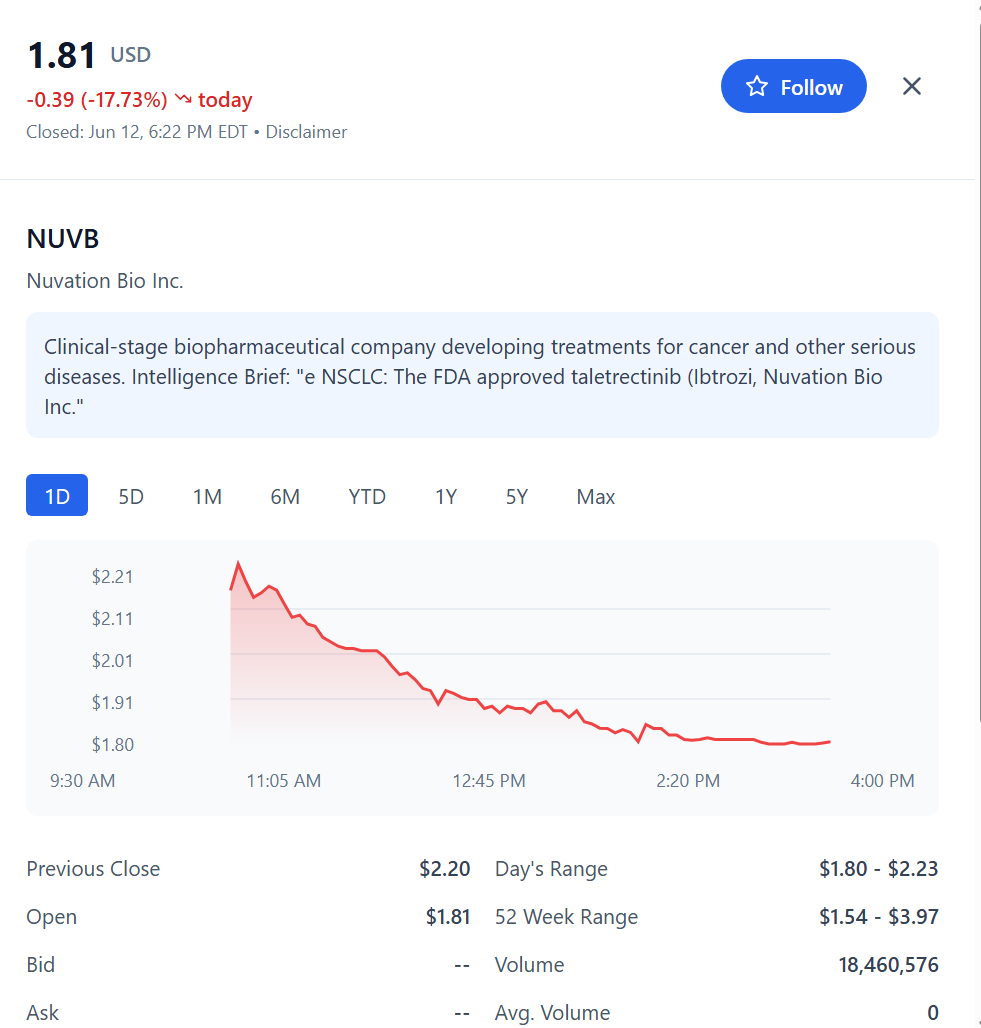 1.81 USD
-0.39 (-17.73%) today
Closed: Jun 12, 6:22 PM EDT • Disclaimer
Follow
NUVB
Nuvation Bio Inc.
Clinical-stage biopharmaceutical company developing treatments for cancer and other serious
diseases. Intelligence Brief: "e NSCLC: The FDA approved taletrectinib (Ibtrozi, Nuvation Bio
Inc."
1D 5D 1M 6M YTD 1Y 5Y Max
$2.21
$2.11
$2.01
$1.91
$1.80
9:30 AM 11:05 AM 12:45 PM 2:20 PM 4:00 PM
Previous Close $2.20 Day's Range $1.80 - $2.23
Open $1.81 52 Week Range $1.54 - $3.97
Bid -- Volume 18,460,576
Ask -- Avg. Volume 0